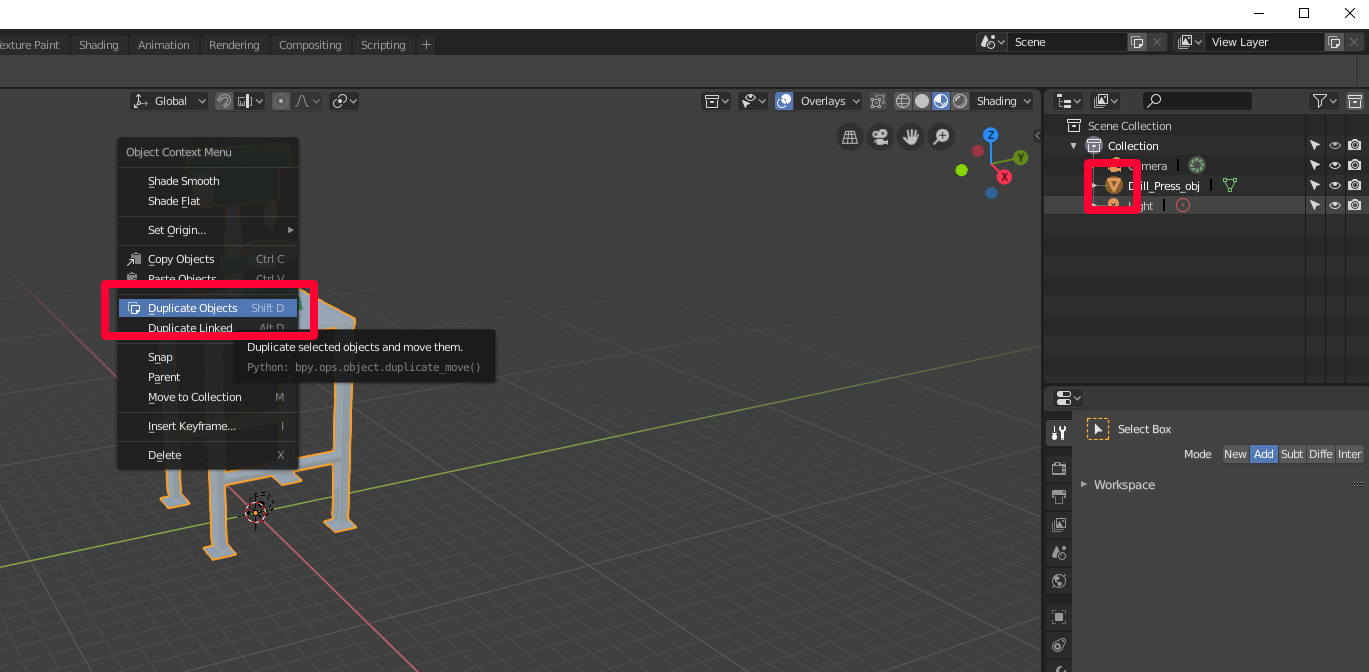 exture Paint Shading Animation Rendering Compositing Scripting +
Scene
View Layer
Global
Overlays
Shading
Z
Y
X
Scene Collection
Collection
mera
Drill_Press_obj
Light
Object Context Menu
Shade Smooth
Shade Flat
Set Origin...
Copy Objects Ctrl C
Paste Objects Ctrl V
Duplicate Objects Shift D
Duplicate Linked Alt D
Duplicate selected objects and move them.
Python: bpy.ops.object.duplicate_move()
Snap
Parent
Move to Collection M
Insert Keyframe... I
Delete X
Select Box
Mode New Add Subt Diffe Inter
Workspace